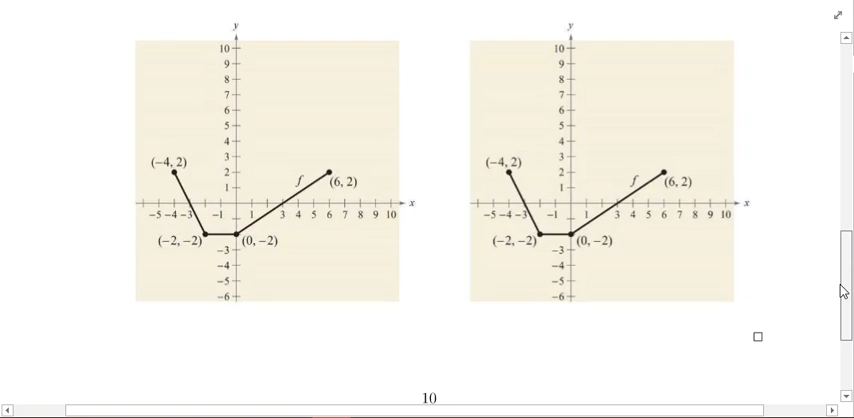 y y
10 10
9 9
8 8
7 7
6 6
5 5
4 4
(−4, 2) 3 (−4, 2) 3
2 2
1 f (6, 2) 1 f (6, 2)
x x
−5 −4 −3 −1 1 3 4 5 6 7 8 9 10 −5 −4 −3 −1 1 3 4 5 6 7 8 9 10
(−2, −2) (0, −2) (−2, −2) (0, −2)
−3 −3
−4 −4
−5 −5
−6 −6
10